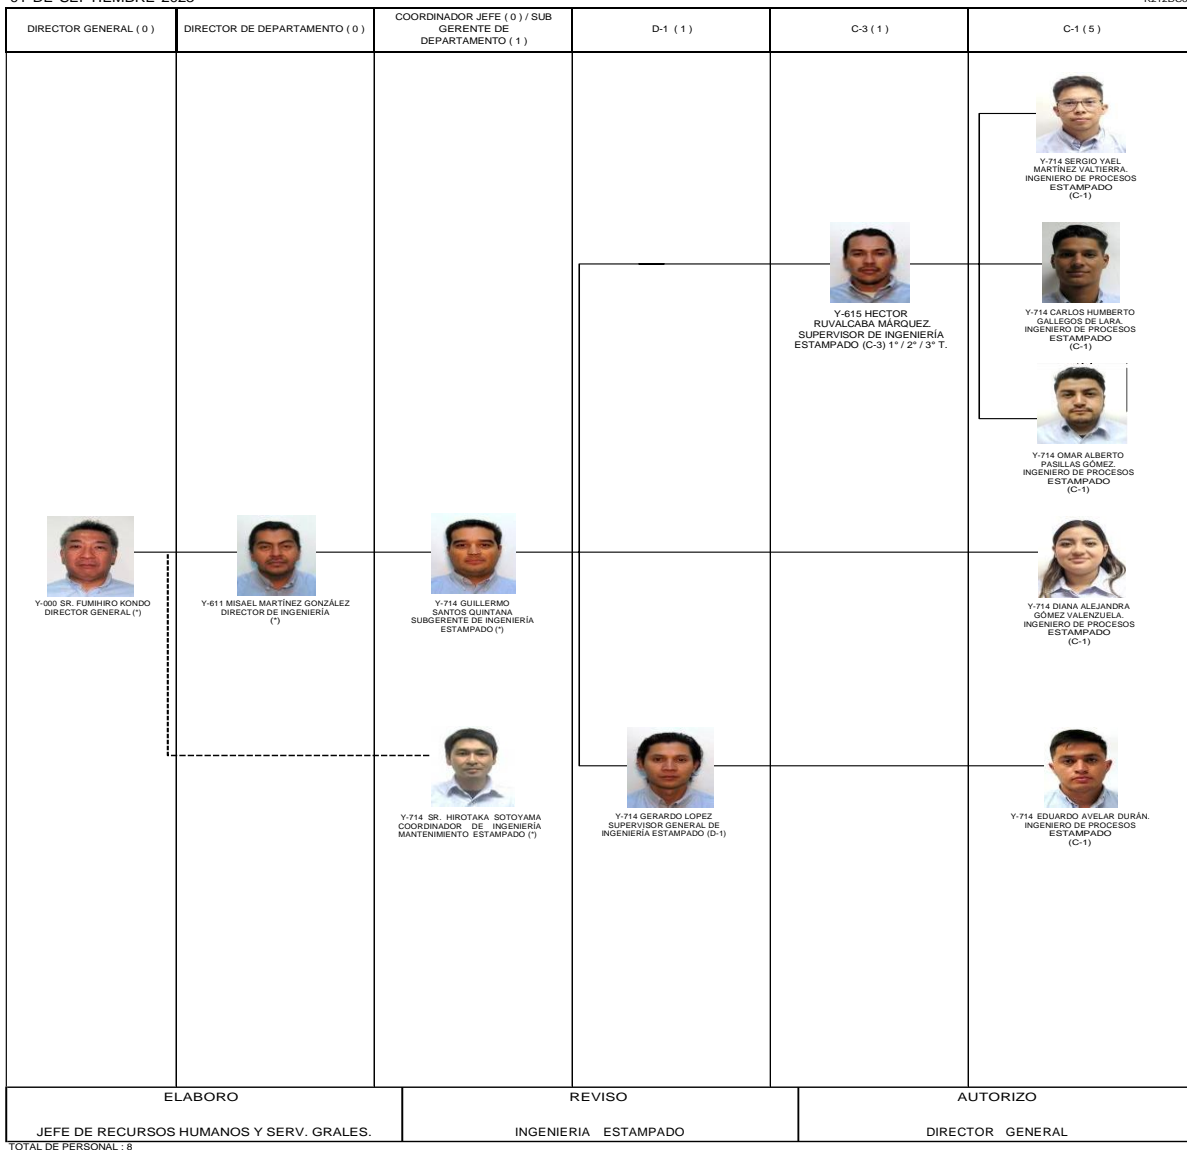 DIRECTOR GENERAL ( 0 )
DIRECTOR DE DEPARTAMENTO ( 0 )
COORDINADOR JEFE ( 0 ) / SUB
GERENTE DE
DEPARTAMENTO ( 1 )
D-1 ( 1 )
C-3 ( 1 )
C-1 ( 5 )
Y-714 SERGIO YAEL
MARTÍNEZ VALTIERRA.
INGENIERO DE PROCESOS
ESTAMPADO
(C-1)
Y-615 HECTOR
RUVALCABA MÁRQUEZ.
SUPERVISOR DE INGENIERÍA
ESTAMPADO (C-3) 1° / 2° / 3° T.
Y-714 CARLOS HUMBERTO
GALLEGOS DE LARA.
INGENIERO DE PROCESOS
ESTAMPADO
(C-1)
Y-714 OMAR ALBERTO
PASILLAS GÓMEZ.
INGENIERO DE PROCESOS
ESTAMPADO
(C-1)
Y-000 SR. FUMIHIRO KONDO
DIRECTOR GENERAL (*)
Y-611 MISAEL MARTÍNEZ GONZÁLEZ
DIRECTOR DE INGENIERÍA
(*)
Y-714 GUILLERMO
SANTOS QUINTANA
SUBGERENTE DE INGENIERÍA
ESTAMPADO (*)
Y-714 DIANA ALEJANDRA
GÓMEZ VALENZUELA.
INGENIERO DE PROCESOS
ESTAMPADO
(C-1)
Y-714 SR. HIROTAKA SOTOYAMA
COORDINADOR DE INGENIERÍA
MANTENIMIENTO ESTAMPADO (*)
Y-714 GERARDO LOPEZ
SUPERVISOR GENERAL DE
INGENIERÍA ESTAMPADO (D-1)
Y-714 EDUARDO AVELAR DURÁN.
INGENIERO DE PROCESOS
ESTAMPADO
(C-1)
ELABORO
REVISO
AUTORIZO
JEFE DE RECURSOS HUMANOS Y SERV. GRALES.
INGENIERIA ESTAMPADO
DIRECTOR GENERAL
TOTAL DE PERSONAL : 8